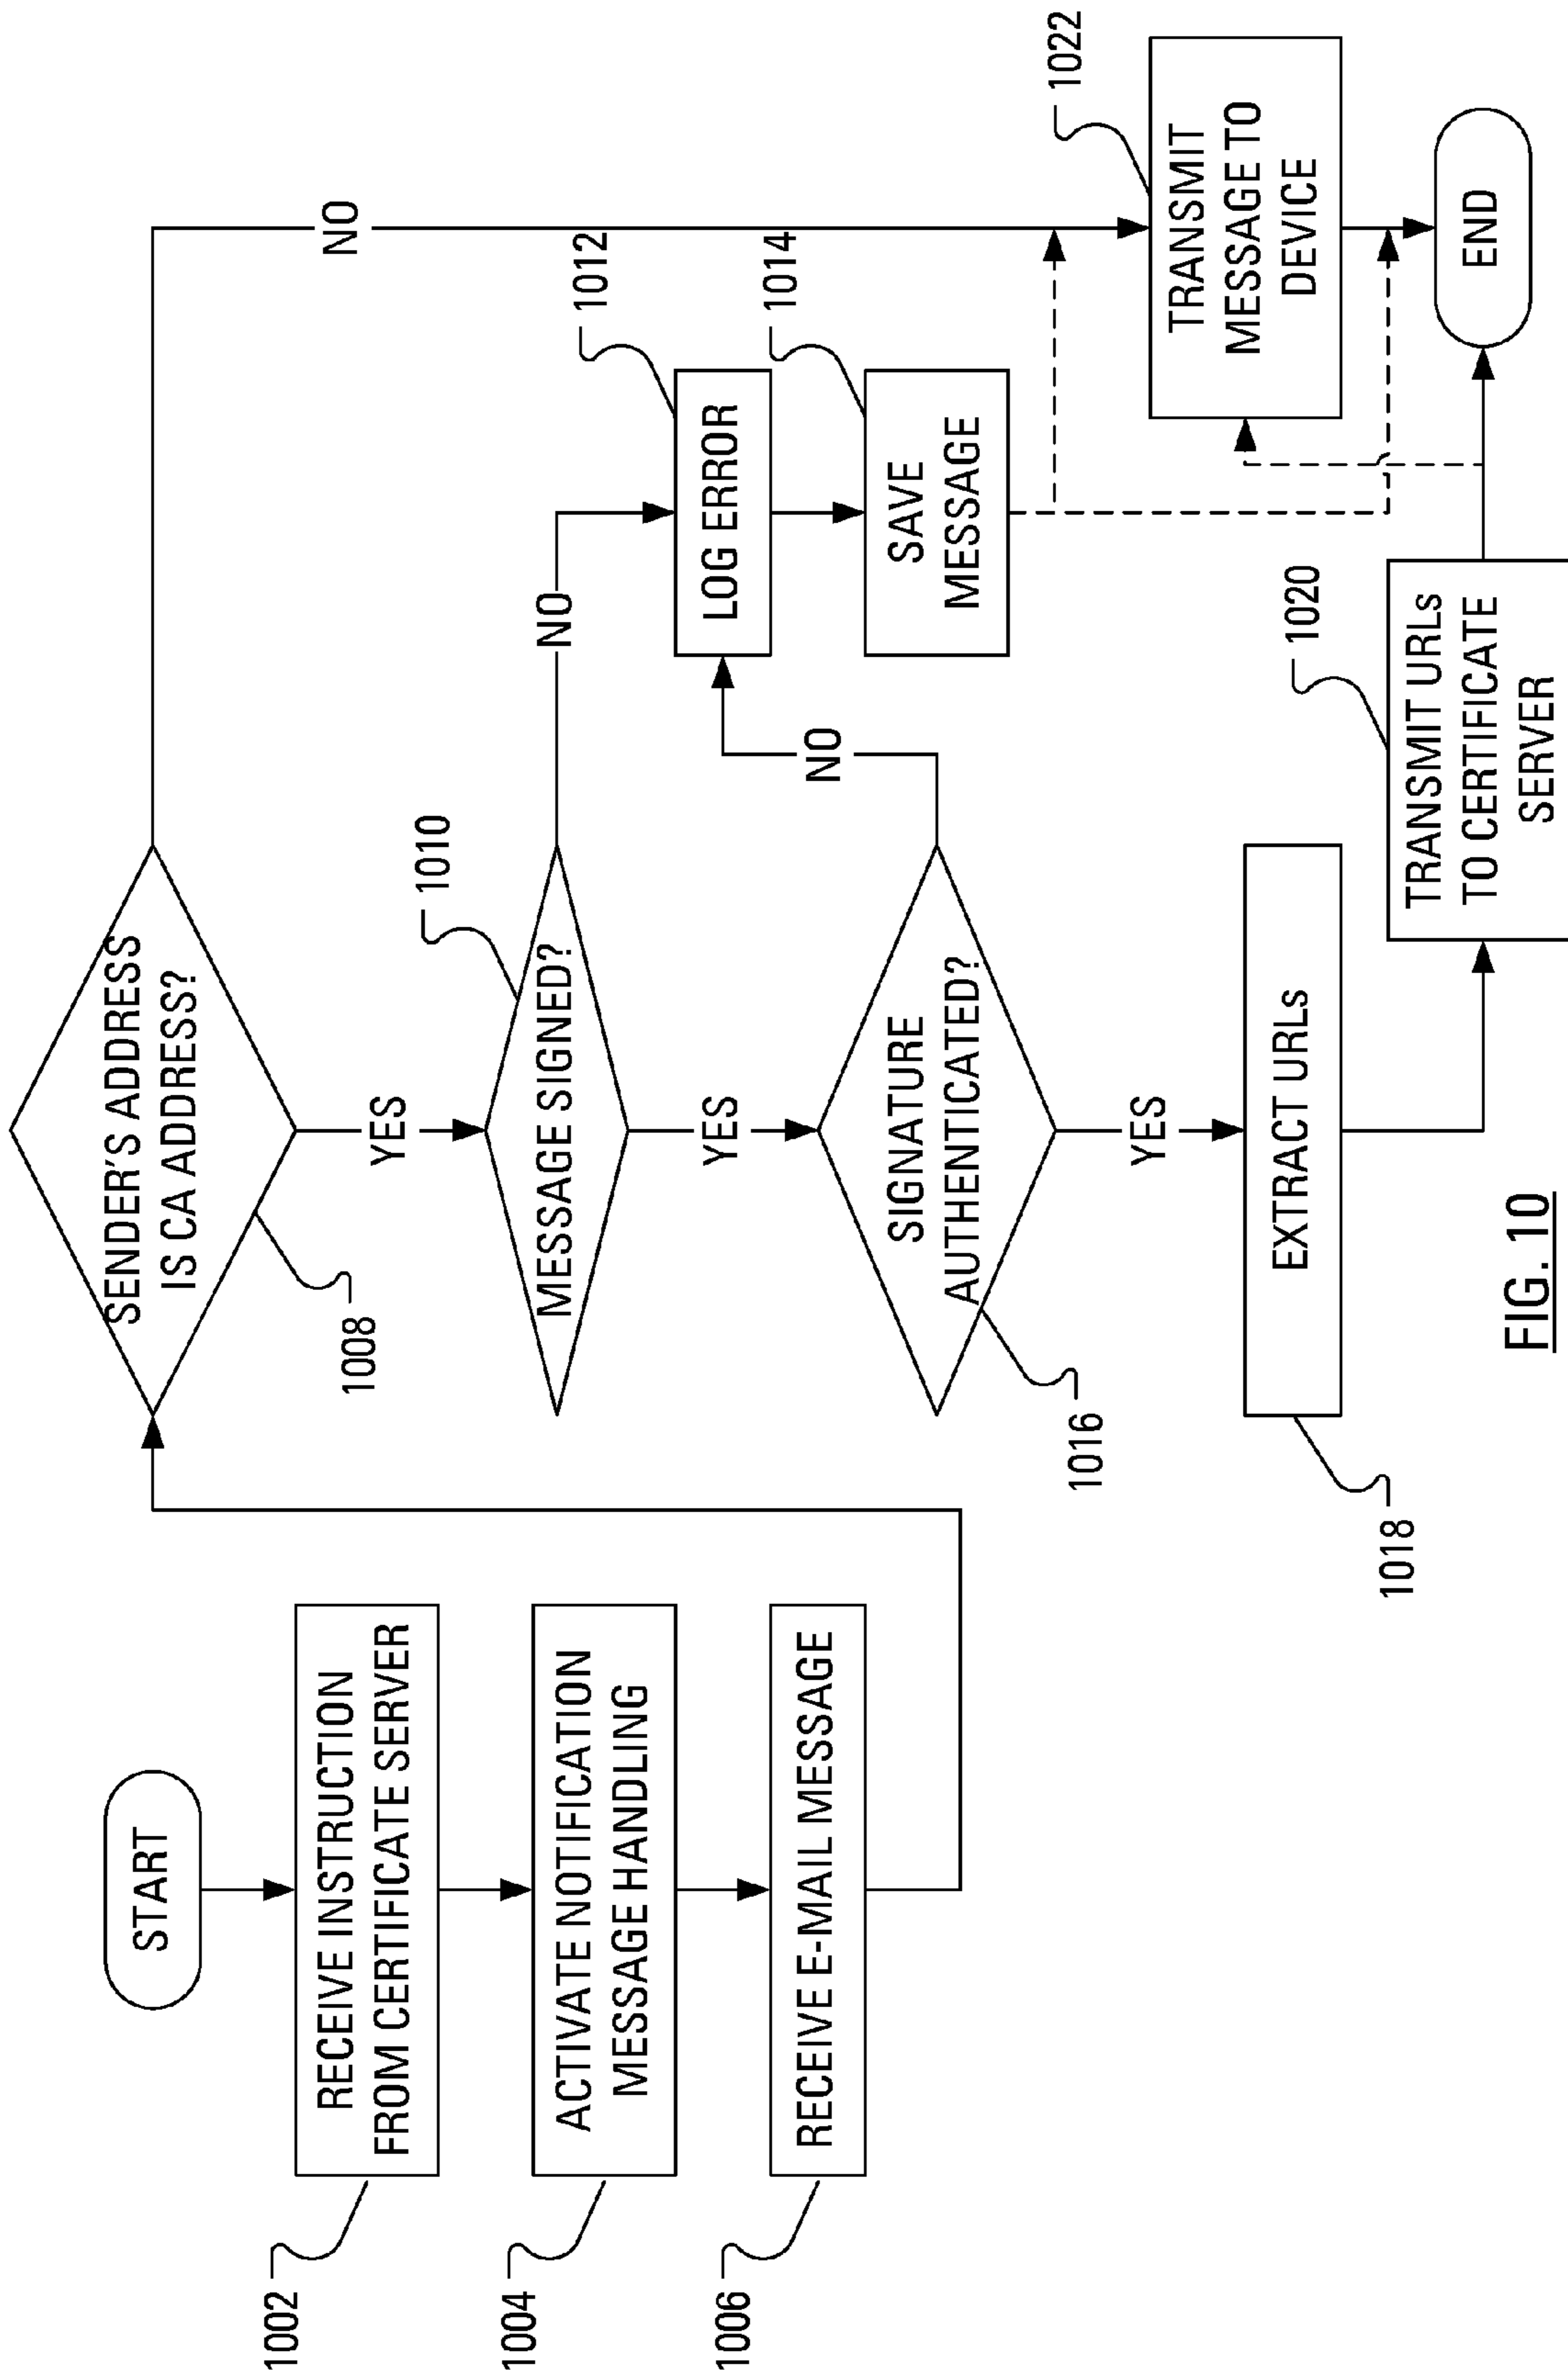 START
RECEIVE INSTRUCTION
FROM CERTIFICATE SERVER
1002
ACTIVATE NOTIFICATION
MESSAGE HANDLING
1004
RECEIVE E-MAIL MESSAGE
1006
SENDER'S ADDRESS
IS CA ADDRESS?
1008
NO
YES
MESSAGE SIGNED?
1010
NO
YES
LOG ERROR
1012
SAVE
MESSAGE
1014
SIGNATURE
AUTHENTICATED?
1016
NO
YES
EXTRACT URLs
1018
TRANSMIT URLs
TO CERTIFICATE
SERVER
1020
TRANSMIT
MESSAGE TO
DEVICE
1022
END
FIG. 10